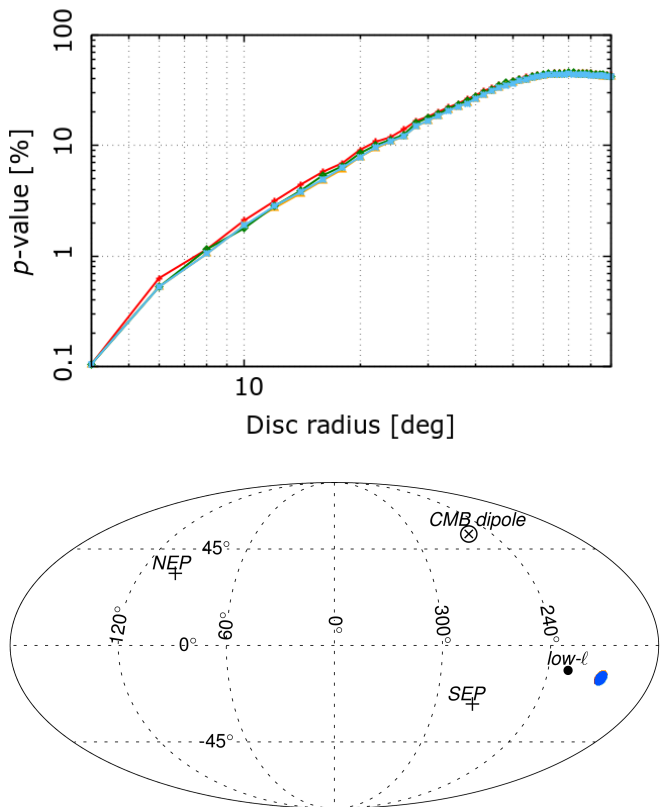 100
10
1
0.1
p-value [%]
10
Disc radius [deg]
CMB dipole
NEP
45°
120°
60°
0°
300°
240°
0°
low-ℓ
SEP
-45°